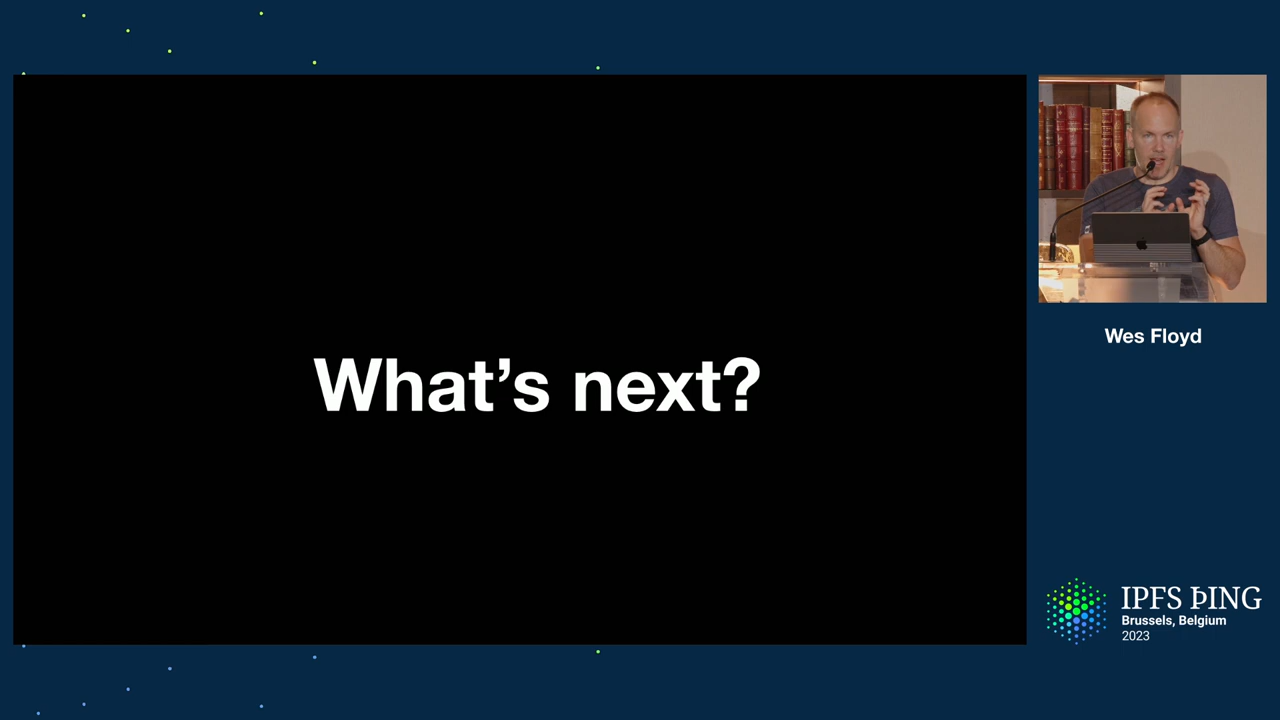 What’s next?
Wes Floyd
IPFS ÞING
Brussels, Belgium
2023